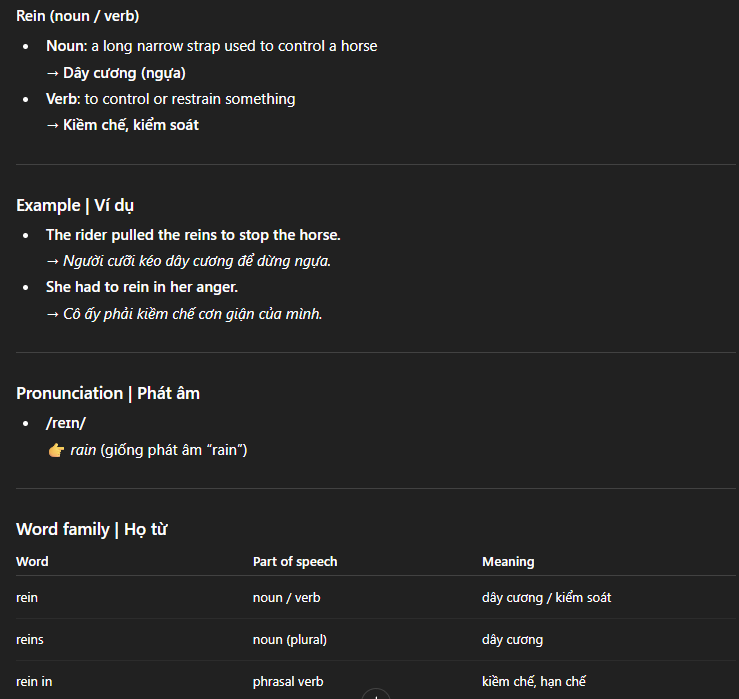 Rein (noun / verb)
• Noun: a long narrow strap used to control a horse
→ Dây cương (ngựa)
• Verb: to control or restrain something
→ Kiềm chế, kiểm soát
Example | Ví dụ
• The rider pulled the reins to stop the horse.
→ Người cưỡi kéo dây cương để dừng ngựa.
• She had to rein in her anger.
→ Cô ấy phải kiềm chế cơn giận của mình.
Pronunciation | Phát âm
• /reɪn/
👉 rain (giống phát âm “rain”)
Word family | Họ từ
Word Part of speech Meaning
rein noun / verb dây cương / kiểm soát
reins noun (plural) dây cương
rein in phrasal verb kiềm chế, hạn chế